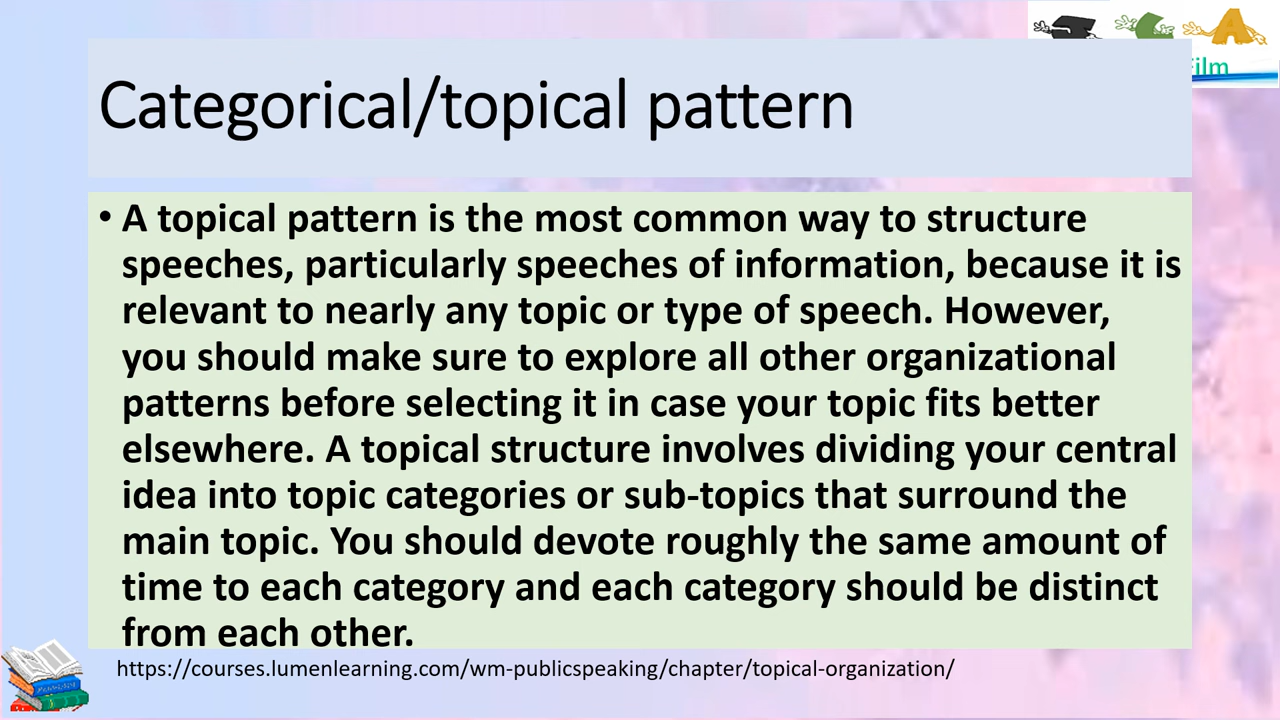 Film
Categorical/topical pattern
• A topical pattern is the most common way to structure
speeches, particularly speeches of information, because it is
relevant to nearly any topic or type of speech. However,
you should make sure to explore all other organizational
patterns before selecting it in case your topic fits better
elsewhere. A topical structure involves dividing your central
idea into topic categories or sub-topics that surround the
main topic. You should devote roughly the same amount of
time to each category and each category should be distinct
from each other.
https://courses.lumenlearning.com/wm-publicspeaking/chapter/topical-organization/